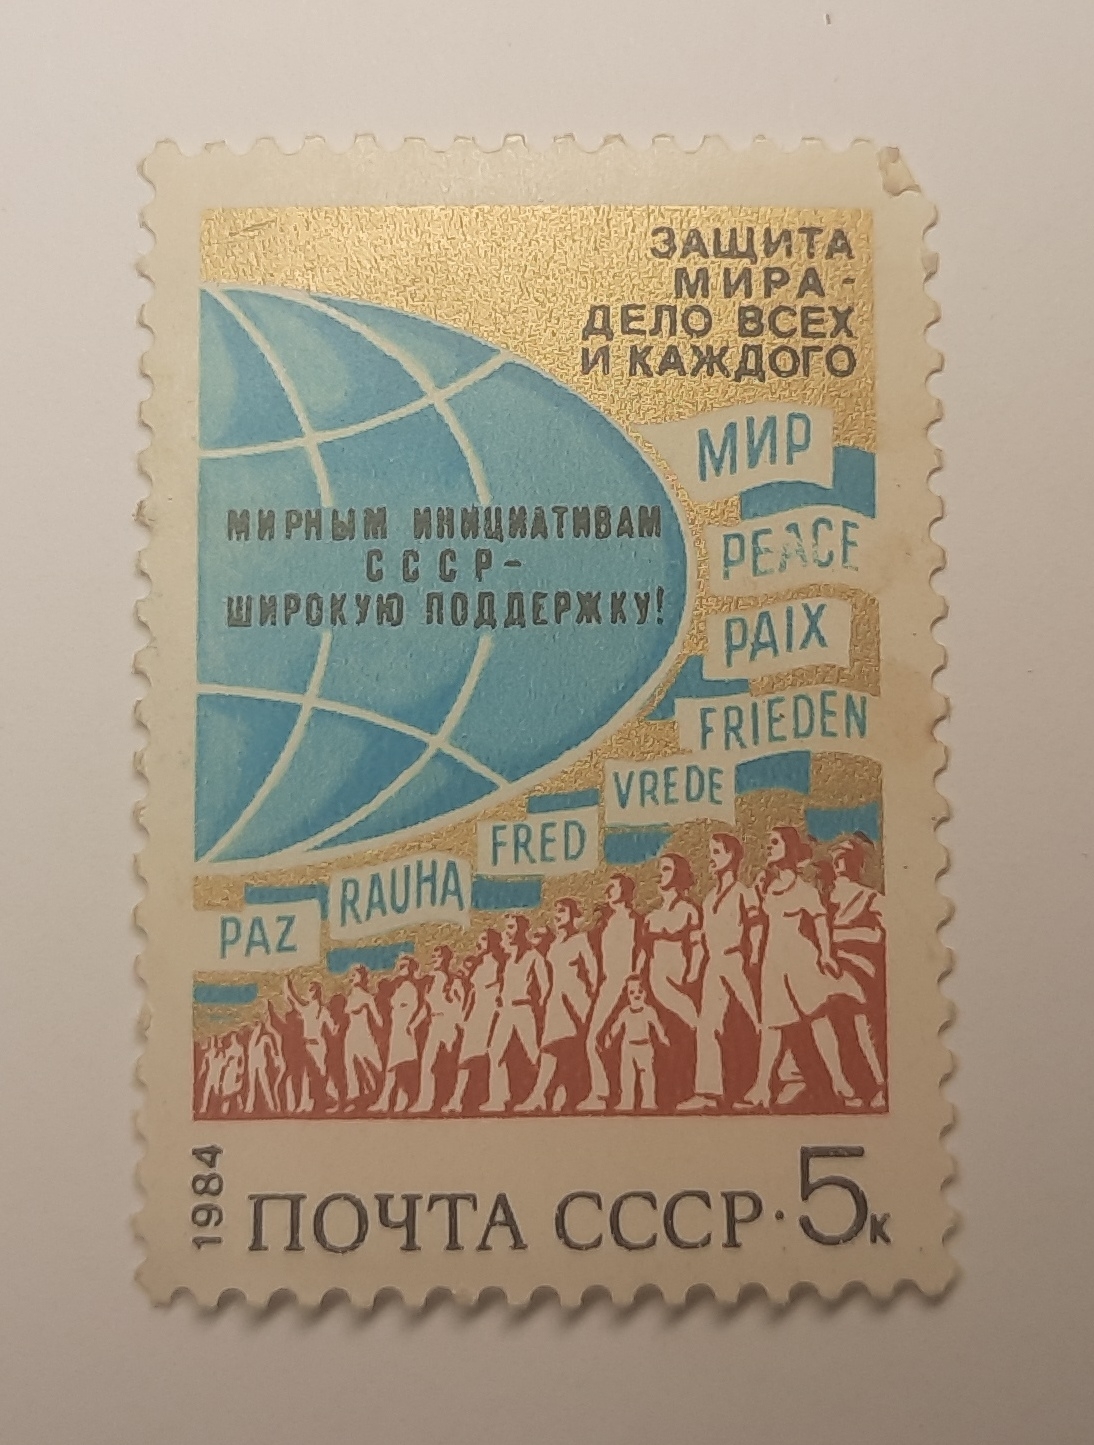 ЗАЩИТА
МИРА -
ДЕЛО ВСЕХ
И КАЖДОГО
МИР
PEACE
PAIX
FRIEDEN
VREDE
FRED
RAUHA
PAZ
МИРНЫМ ИНИЦИАТИВАМ
СССР-
ШИРОКУЮ ПОДДЕРЖКУ!
1984
ПОЧТА СССР·5к